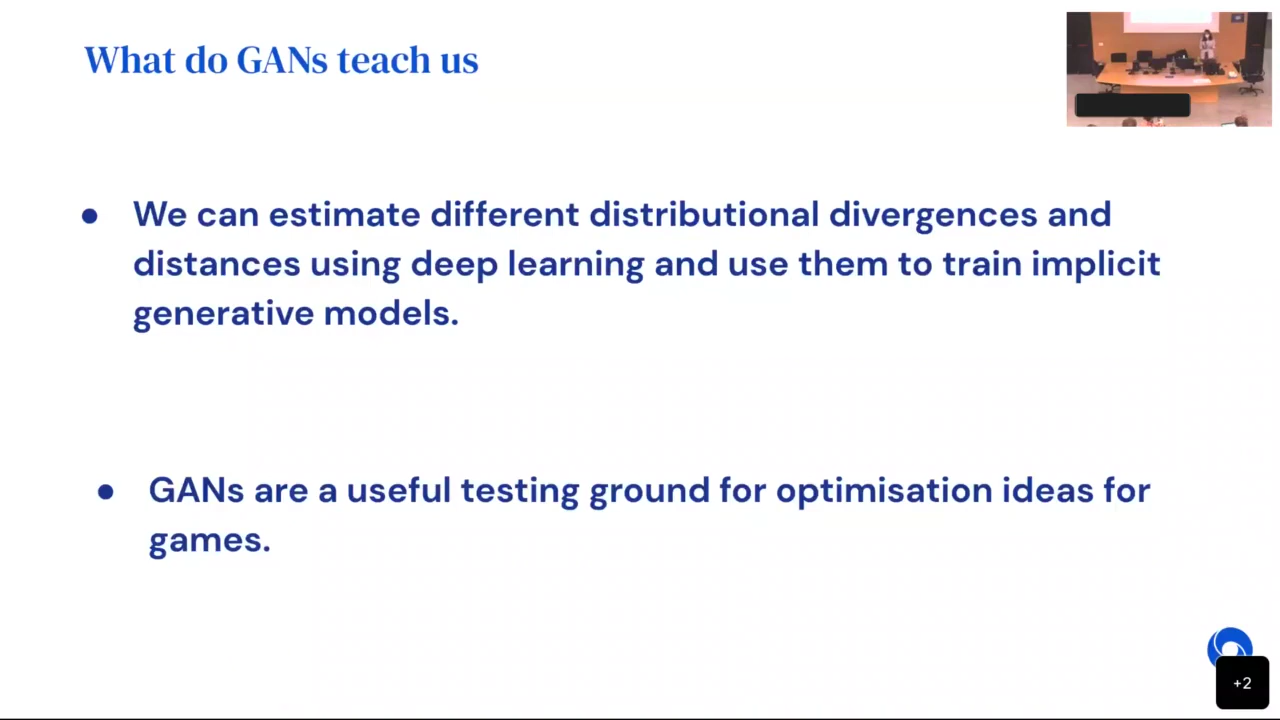 What do GANs teach us
● We can estimate different distributional divergences and
distances using deep learning and use them to train implicit
generative models.
● GANs are a useful testing ground for optimisation ideas for
games.
+2